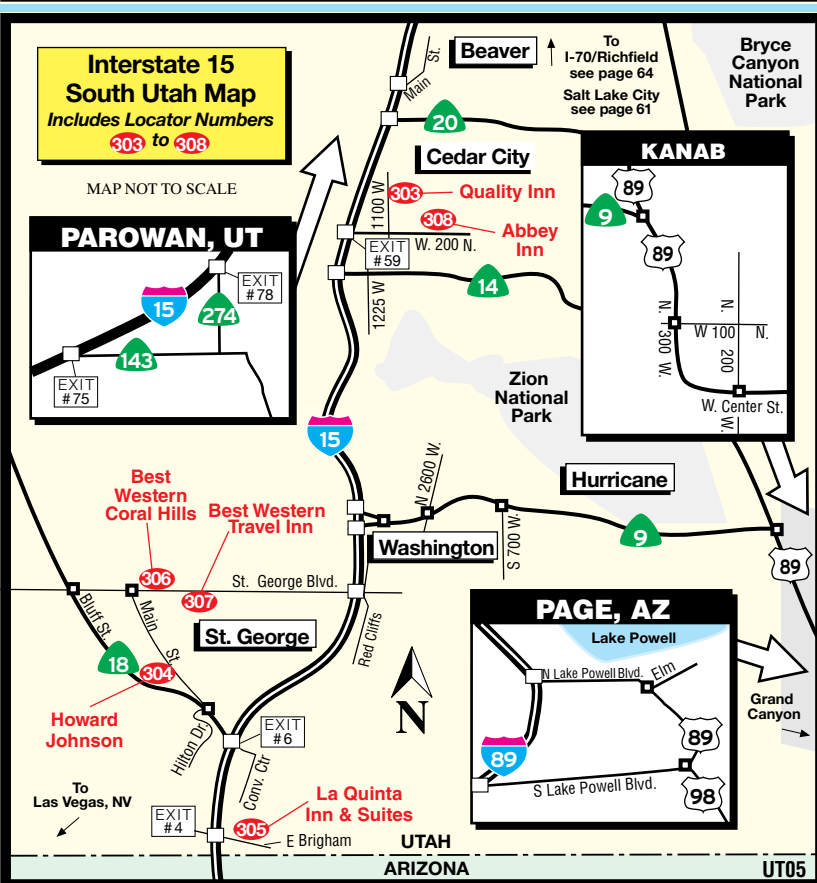 Interstate 15
South Utah Map
Includes Locator Numbers
303 to 308
MAP NOT TO SCALE
Beaver
Main St.
To
I-70/Richfield
see page 64
Salt Lake City
see page 61
Bryce
Canyon
National
Park
20
Cedar City
1100 W
303
Quality Inn
308
Abbey
Inn
W. 200 N.
EXIT
#59
1225 W
14
PAROWAN, UT
EXIT
#78
15
274
143
EXIT
#75
KANAB
89
9
89
N. 300 W.
N. 200 W.
W 100 N.
W. Center St.
Zion
National
Park
15
Hurricane
N 2600 W.
S 700 W.
9
89
Washington
Best
Western
Coral Hills
Best Western
Travel Inn
306
307
St. George Blvd.
Bluff St.
Main St
St. George
Red Cliffs
18
304
Howard
Johnson
Hilton Dr.
EXIT
#6
Conv. Ctr
N
To
Las Vegas, NV
EXIT
#4
305
La Quinta
Inn & Suites
E Brigham
PAGE, AZ
Lake Powell
N Lake Powell Blvd.
Elm
89
89
S Lake Powell Blvd.
98
Grand
Canyon
UTAH
ARIZONA
UT05